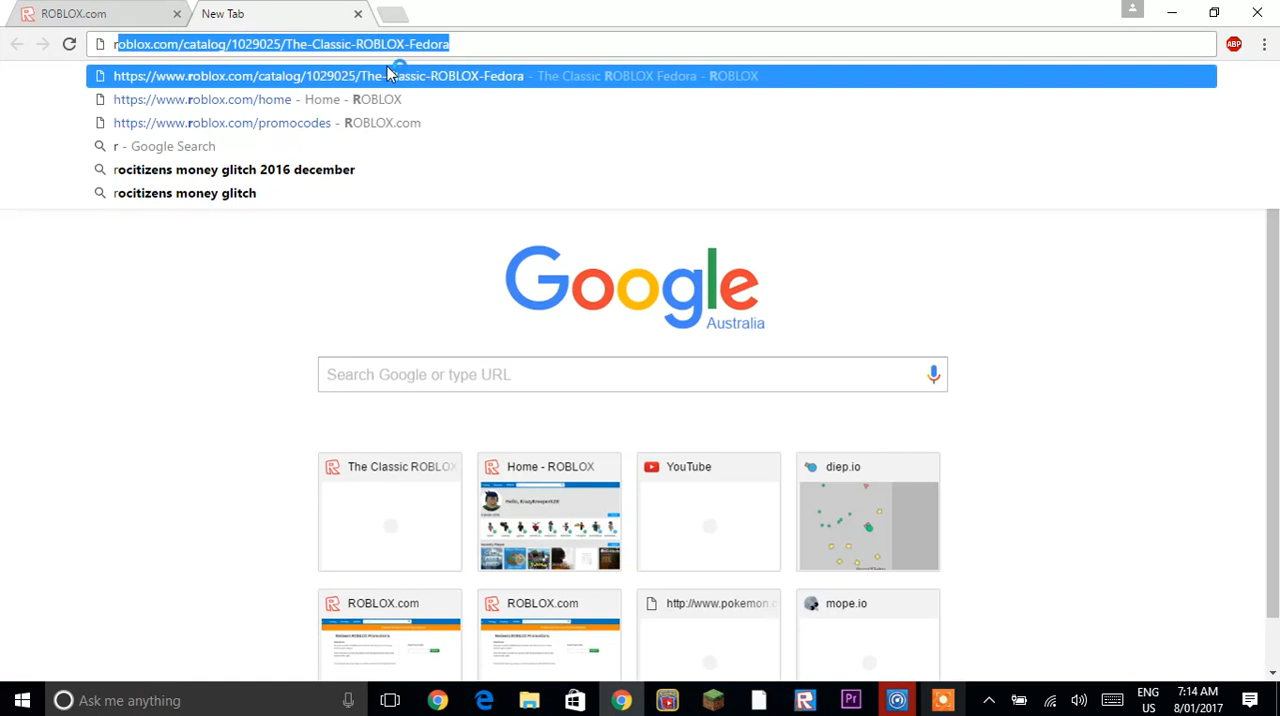 ROBLOX.com
New Tab
roblox.com/catalog/1029025/The-Classic-ROBLOX-Fedora
ABP
https://www.roblox.com/catalog/1029025/The-Classic-ROBLOX-Fedora - The Classic ROBLOX Fedora - ROBLOX
https://www.roblox.com/home - Home - ROBLOX
https://www.roblox.com/promocodes - ROBLOX.com
r - Google Search
rocitizens money glitch 2016 december
rocitizens money glitch
Google
Australia
Search Google or type URL
The Classic ROBLOX
Home - ROBLOX
YouTube
diep.io
ROBLOX.com
ROBLOX.com
http://www.pokemon.c
mope.io
Ask me anything
Pr
ENG
US
7:14 AM
8/01/2017